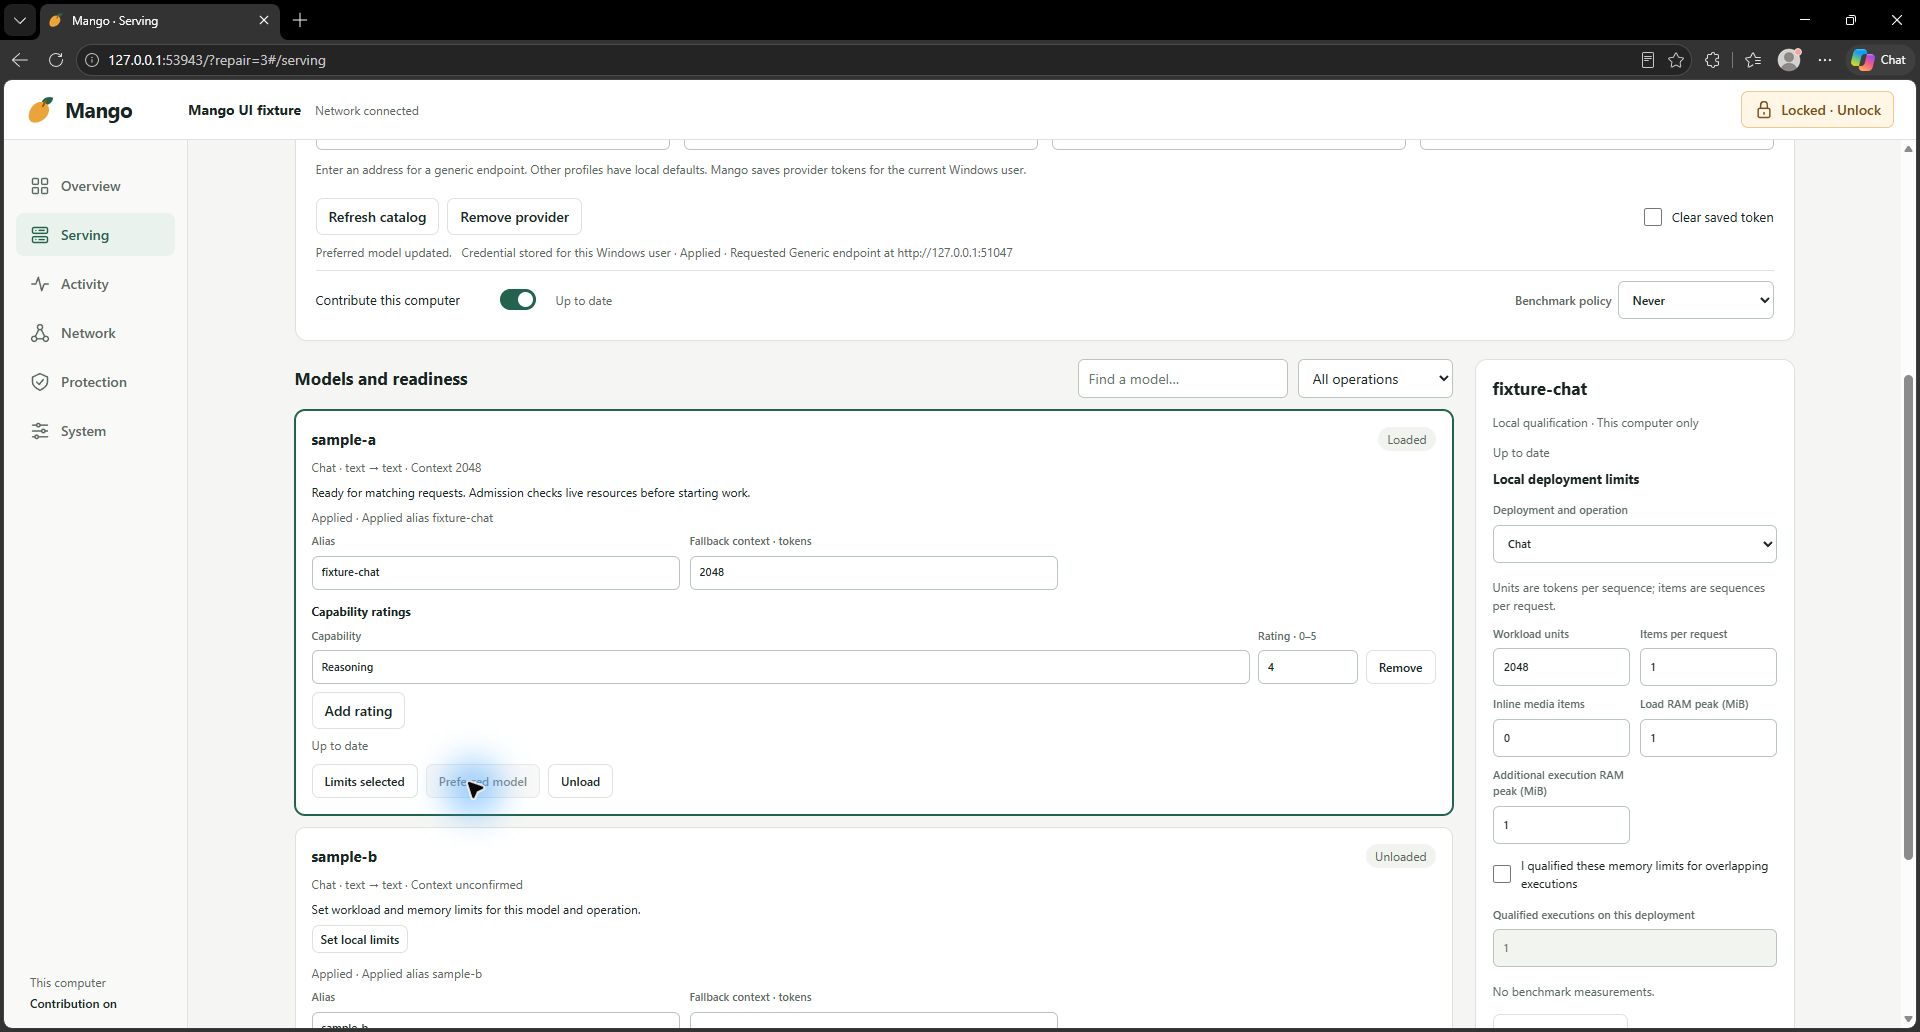 Mango · Serving
127.0.0.1:53943/?repair=3#/serving
Chat
Mango
Mango UI fixture Network connected
Locked · Unlock
Overview
Serving
Activity
Network
Protection
System
This computer
Contribution on
Enter an address for a generic endpoint. Other profiles have local defaults. Mango saves provider tokens for the current Windows user.
Refresh catalog Remove provider Clear saved token
Preferred model updated. Credential stored for this Windows user · Applied · Requested Generic endpoint at http://127.0.0.1:51047
Contribute this computer Up to date Benchmark policy Never
Models and readiness Find a model... All operations
sample-a Loaded
Chat · text → text · Context 2048
Ready for matching requests. Admission checks live resources before starting work.
Applied · Applied alias fixture-chat
Alias Fallback context · tokens
fixture-chat 2048
Capability ratings
Capability Rating · 0–5
Reasoning 4 Remove
Add rating
Up to date
Limits selected Preferred model Unload
sample-b Unloaded
Chat · text → text · Context unconfirmed
Set workload and memory limits for this model and operation.
Set local limits
Applied · Applied alias sample-b
Alias Fallback context · tokens
sample-b
fixture-chat
Local qualification · This computer only
Up to date
Local deployment limits
Deployment and operation
Chat
Units are tokens per sequence; items are sequences
per request.
Workload units Items per request
2048 1
Inline media items Load RAM peak (MiB)
0 1
Additional execution RAM
peak (MiB)
1
I qualified these memory limits for overlapping
executions
Qualified executions on this deployment
1
No benchmark measurements.